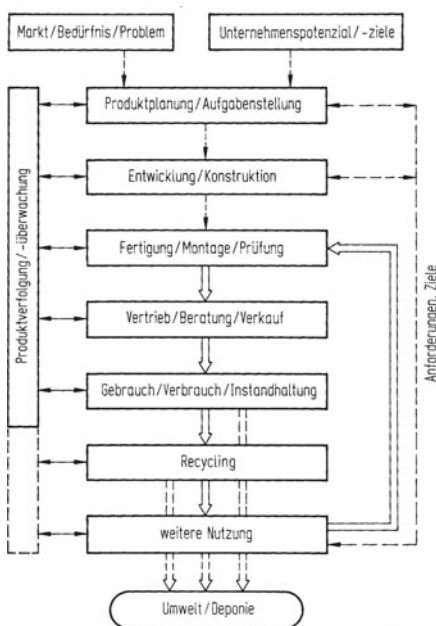 Markt/Bedürfnis/Problem
Unternehmenspotenzial/-ziele
Produktplanung/Aufgabenstellung
Entwicklung/Konstruktion
Fertigung/Montage/Prüfung
Vertrieb/Beratung/Verkauf
Gebrauch/Verbrauch/Instandhaltung
Recycling
weitere Nutzung
Umwelt/Deponie
Produktverfolgung/-überwachung
Anforderungen, Ziele